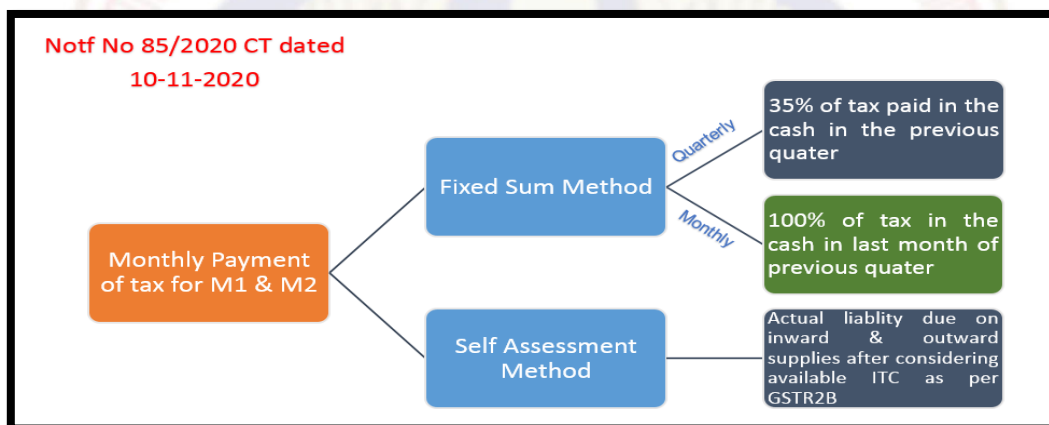 Notf No 85/2020 CT dated
10-11-2020
Monthly Payment
of tax for M1 & M2
Fixed Sum Method
Quarterly
35% of tax paid in the
cash in the previous
quater
Monthly
100% of tax in the
cash in last month of
previous quater
Self Assessment
Method
Actual liablity due on
inward & outward
supplies after considering
available ITC as per
GSTR2B